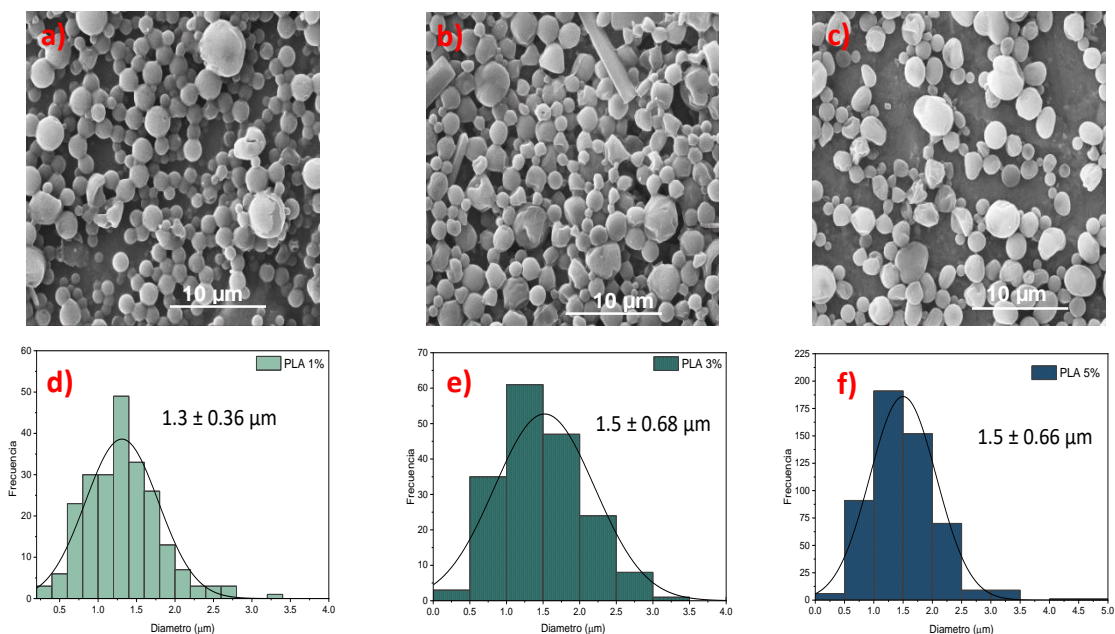 a)
b)
c)
10 µm
10 µm
10 µm
d)
PLA 1%
1.3 ± 0.36 µm
Frecuencia
60
50
40
30
20
10
0
0.5 1.0 1.5 2.0 2.5 3.0 3.5 4.0
Diametro (µm)
e)
PLA 3%
1.5 ± 0.68 µm
Frecuencia
70
60
50
40
30
20
10
0
0.0 0.5 1.0 1.5 2.0 2.5 3.0 3.5 4.0
Diametro (µm)
f)
PLA 5%
1.5 ± 0.66 µm
Frecuencia
225
200
175
150
125
100
75
50
25
0
0.0 0.5 1.0 1.5 2.0 2.5 3.0 3.5 4.0 4.5 5.0
Diametro (µm)